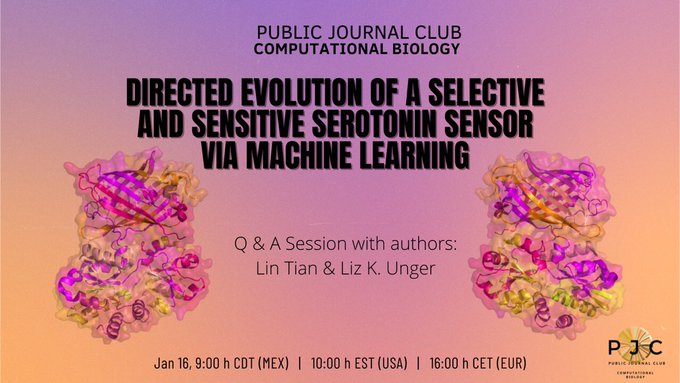 PUBLIC JOURNAL CLUB
COMPUTATIONAL BIOLOGY
DIRECTED EVOLUTION OF A SELECTIVE
AND SENSITIVE SEROTONIN SENSOR
VIA MACHINE LEARNING
Q & A Session with authors:
Lin Tian & Liz K. Unger
Jan 16, 9:00 h CDT (MEX) | 10:00 h EST (USA) | 16:00 h CET (EUR)
P J C
PUBLIC JOURNAL CLUB
COMPUTATIONAL
BIOLOGY